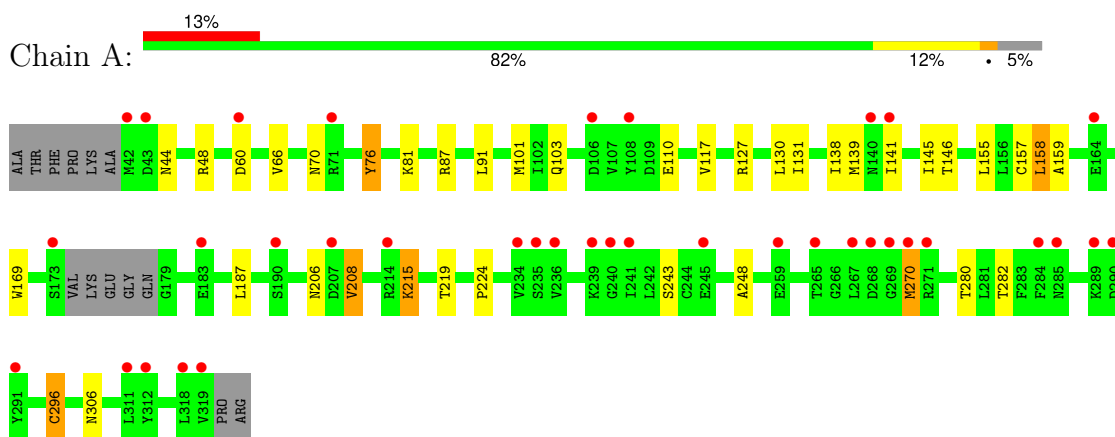 13%
Chain A:
82% 12% • 5%
ALA THR PHE PRO LYS ALA M42 D43 N44 R48 D60 V66 N70 R71 Y76 K81 R87 L91 M101 I102 Q103 D106 V107 Y108 D109 E110 V117 R127 L130 I131 I138 M139 N140 I141 I145 T146 L155 L156 C157 L158 A159 E164
W169 S173 VAL LYS GLU GLY GLN G179 E183 L187 S190 N206 D207 V208 R214 K215 T219 P224 V234 S235 V236 K239 G240 I241 L242 S243 C244 E245 A248 E259 T265 G266 L267 D268 G269 M270 R271 T280 L281 T282 F283 F284 N285 K289
Y291 C296 N306 L311 Y312 L318 V319 PRO ARG